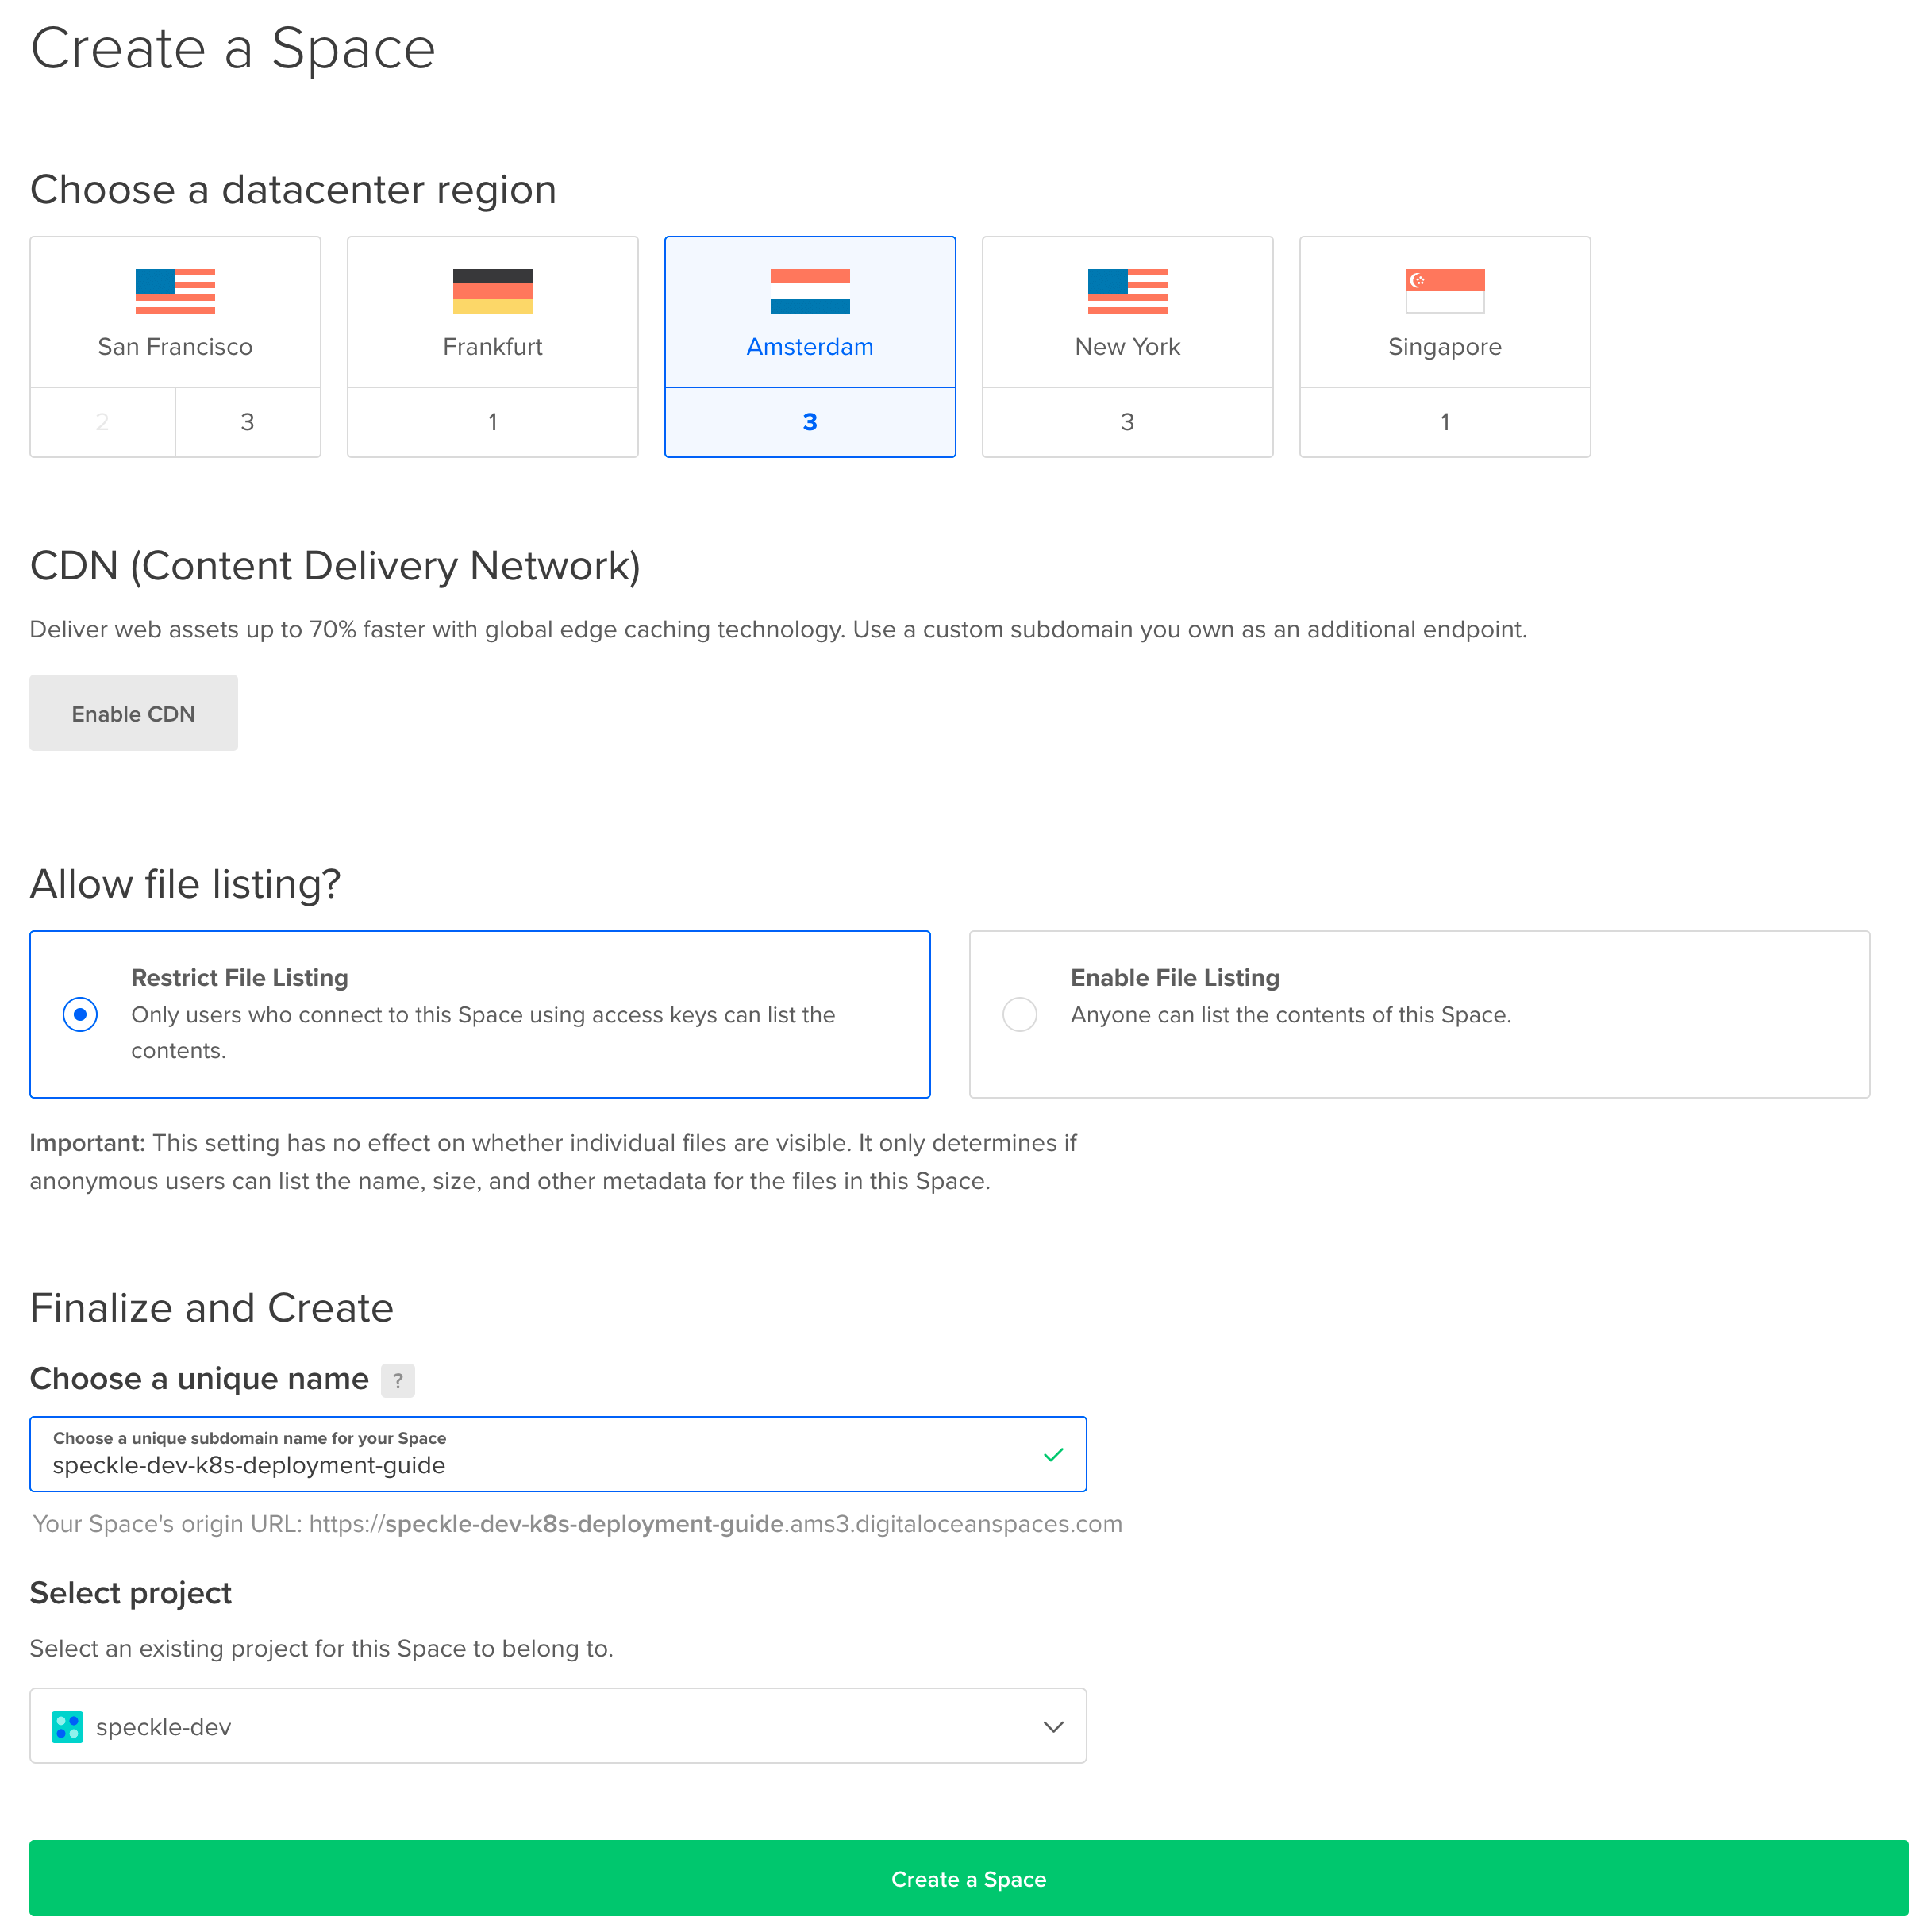 Create a Space
Choose a datacenter region
San Francisco
2
3
Frankfurt
1
Amsterdam
3
New York
3
Singapore
1
CDN (Content Delivery Network)
Deliver web assets up to 70% faster with global edge caching technology. Use a custom subdomain you own as an additional endpoint.
Enable CDN
Allow file listing?
Restrict File Listing
Only users who connect to this Space using access keys can list the
contents.
Enable File Listing
Anyone can list the contents of this Space.
Important: This setting has no effect on whether individual files are visible. It only determines if
anonymous users can list the name, size, and other metadata for the files in this Space.
Finalize and Create
Choose a unique name ?
Choose a unique subdomain name for your Space
speckle-dev-k8s-deployment-guide
Your Space's origin URL: https://speckle-dev-k8s-deployment-guide.ams3.digitaloceanspaces.com
Select project
Select an existing project for this Space to belong to.
speckle-dev
Create a Space